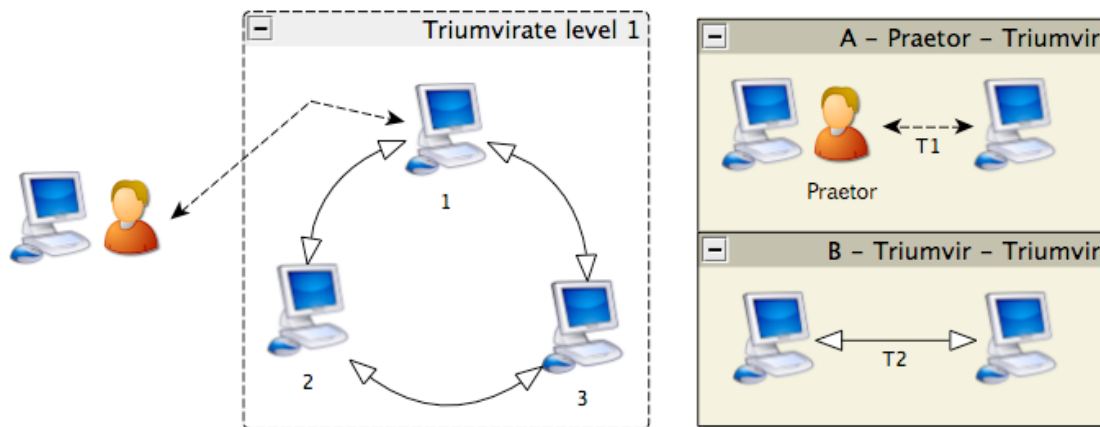 Triumvirate level 1
1
2
3
A – Praetor – Triumvir
T1
Praetor
B – Triumvir – Triumvir
T2